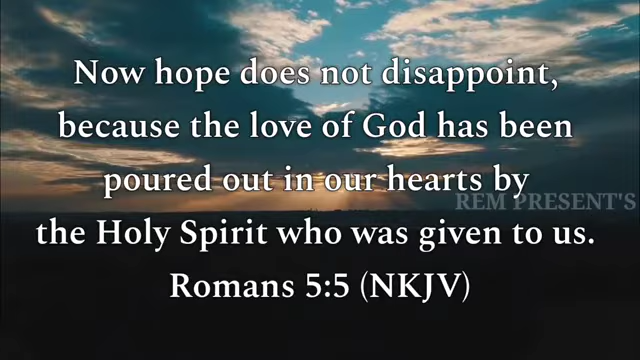 Now hope does not disappoint,
because the love of God has been
poured out in our hearts by
REM PRESENT'S
the Holy Spirit who was given to us.
Romans 5:5 (NKJV)